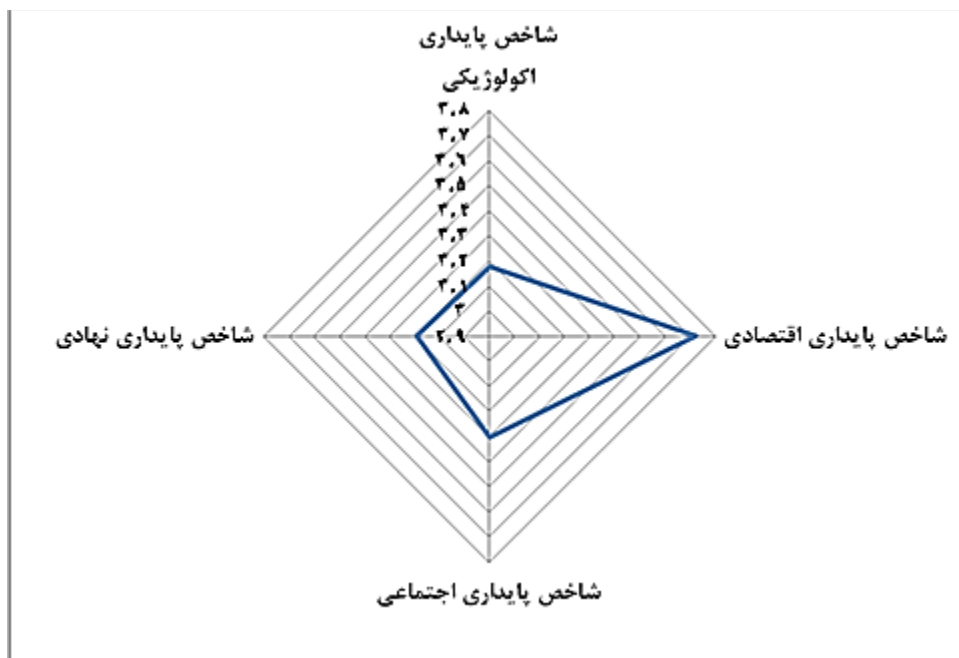 شاخص پایداری
اکولوژیکی
۳.۸
۳.۷
۳.۶
۳.۵
۳.۴
۳.۳
۳.۲
۳.۱
۳
۲.۹
شاخص پایداری اقتصادی
شاخص پایداری نهادی
شاخص پایداری اجتماعی